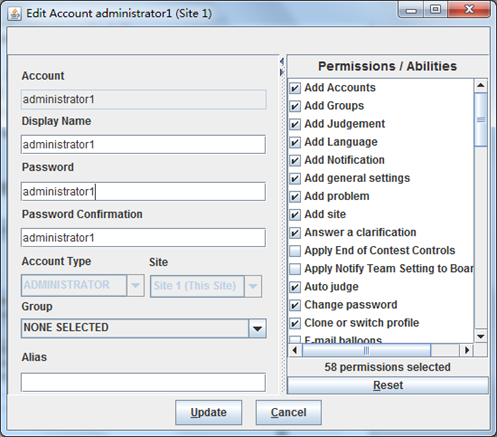 Edit Account administrator1 (Site 1)
Account
administrator1
Display Name
administrator1
Password
administrator1
Password Confirmation
administrator1
Account Type
Site
ADMINISTRATOR
Site 1 (This Site)
Group
NONE SELECTED
Alias
Permissions / Abilities
Add Accounts
Add Groups
Add Judgement
Add Language
Add Notification
Add general settings
Add problem
Add site
Answer a clarification
Apply End of Contest Controls
Apply Notify Team Setting to Boar
Auto judge
Change password
Clone or switch profile
E-mail balloons
58 permissions selected
Reset
Update
Cancel